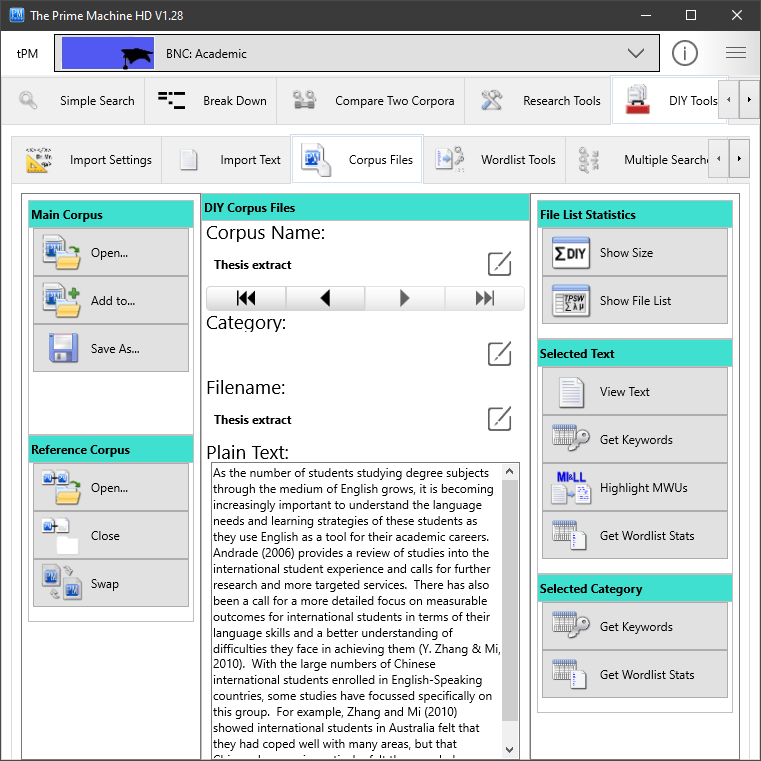 The Prime Machine HD V1.28
tPM
BNC: Academic
Simple Search
Break Down
Compare Two Corpora
Research Tools
DIY Tools
Import Settings
Import Text
Corpus Files
Wordlist Tools
Multiple Searche
Main Corpus
Open...
Add to...
Save As...
Reference Corpus
Open...
Close
Swap
DIY Corpus Files
Corpus Name:
Thesis extract
Category:
Filename:
Thesis extract
Plain Text:
As the number of students studying degree subjects
through the medium of English grows, it is becoming
increasingly important to understand the language
needs and learning strategies of these students as
they use English as a tool for their academic careers.
Andrade (2006) provides a review of studies into the
international student experience and calls for further
research and more targeted services.  There has also
been a call for a more detailed focus on measurable
outcomes for international students in terms of their
language skills and a better understanding of
difficulties they face in achieving them (Y. Zhang & Mi,
2010).  With the large numbers of Chinese
international students enrolled in English-Speaking
countries, some studies have focussed specifically on
this group.  For example, Zhang and Mi (2010)
showed international students in Australia felt that
they had coped well with many areas, but that
File List Statistics
ΣDIY
Show Size
Show File List
Selected Text
View Text
Get Keywords
MI&LL
Highlight MWUs
Get Wordlist Stats
Selected Category
Get Keywords
Get Wordlist Stats